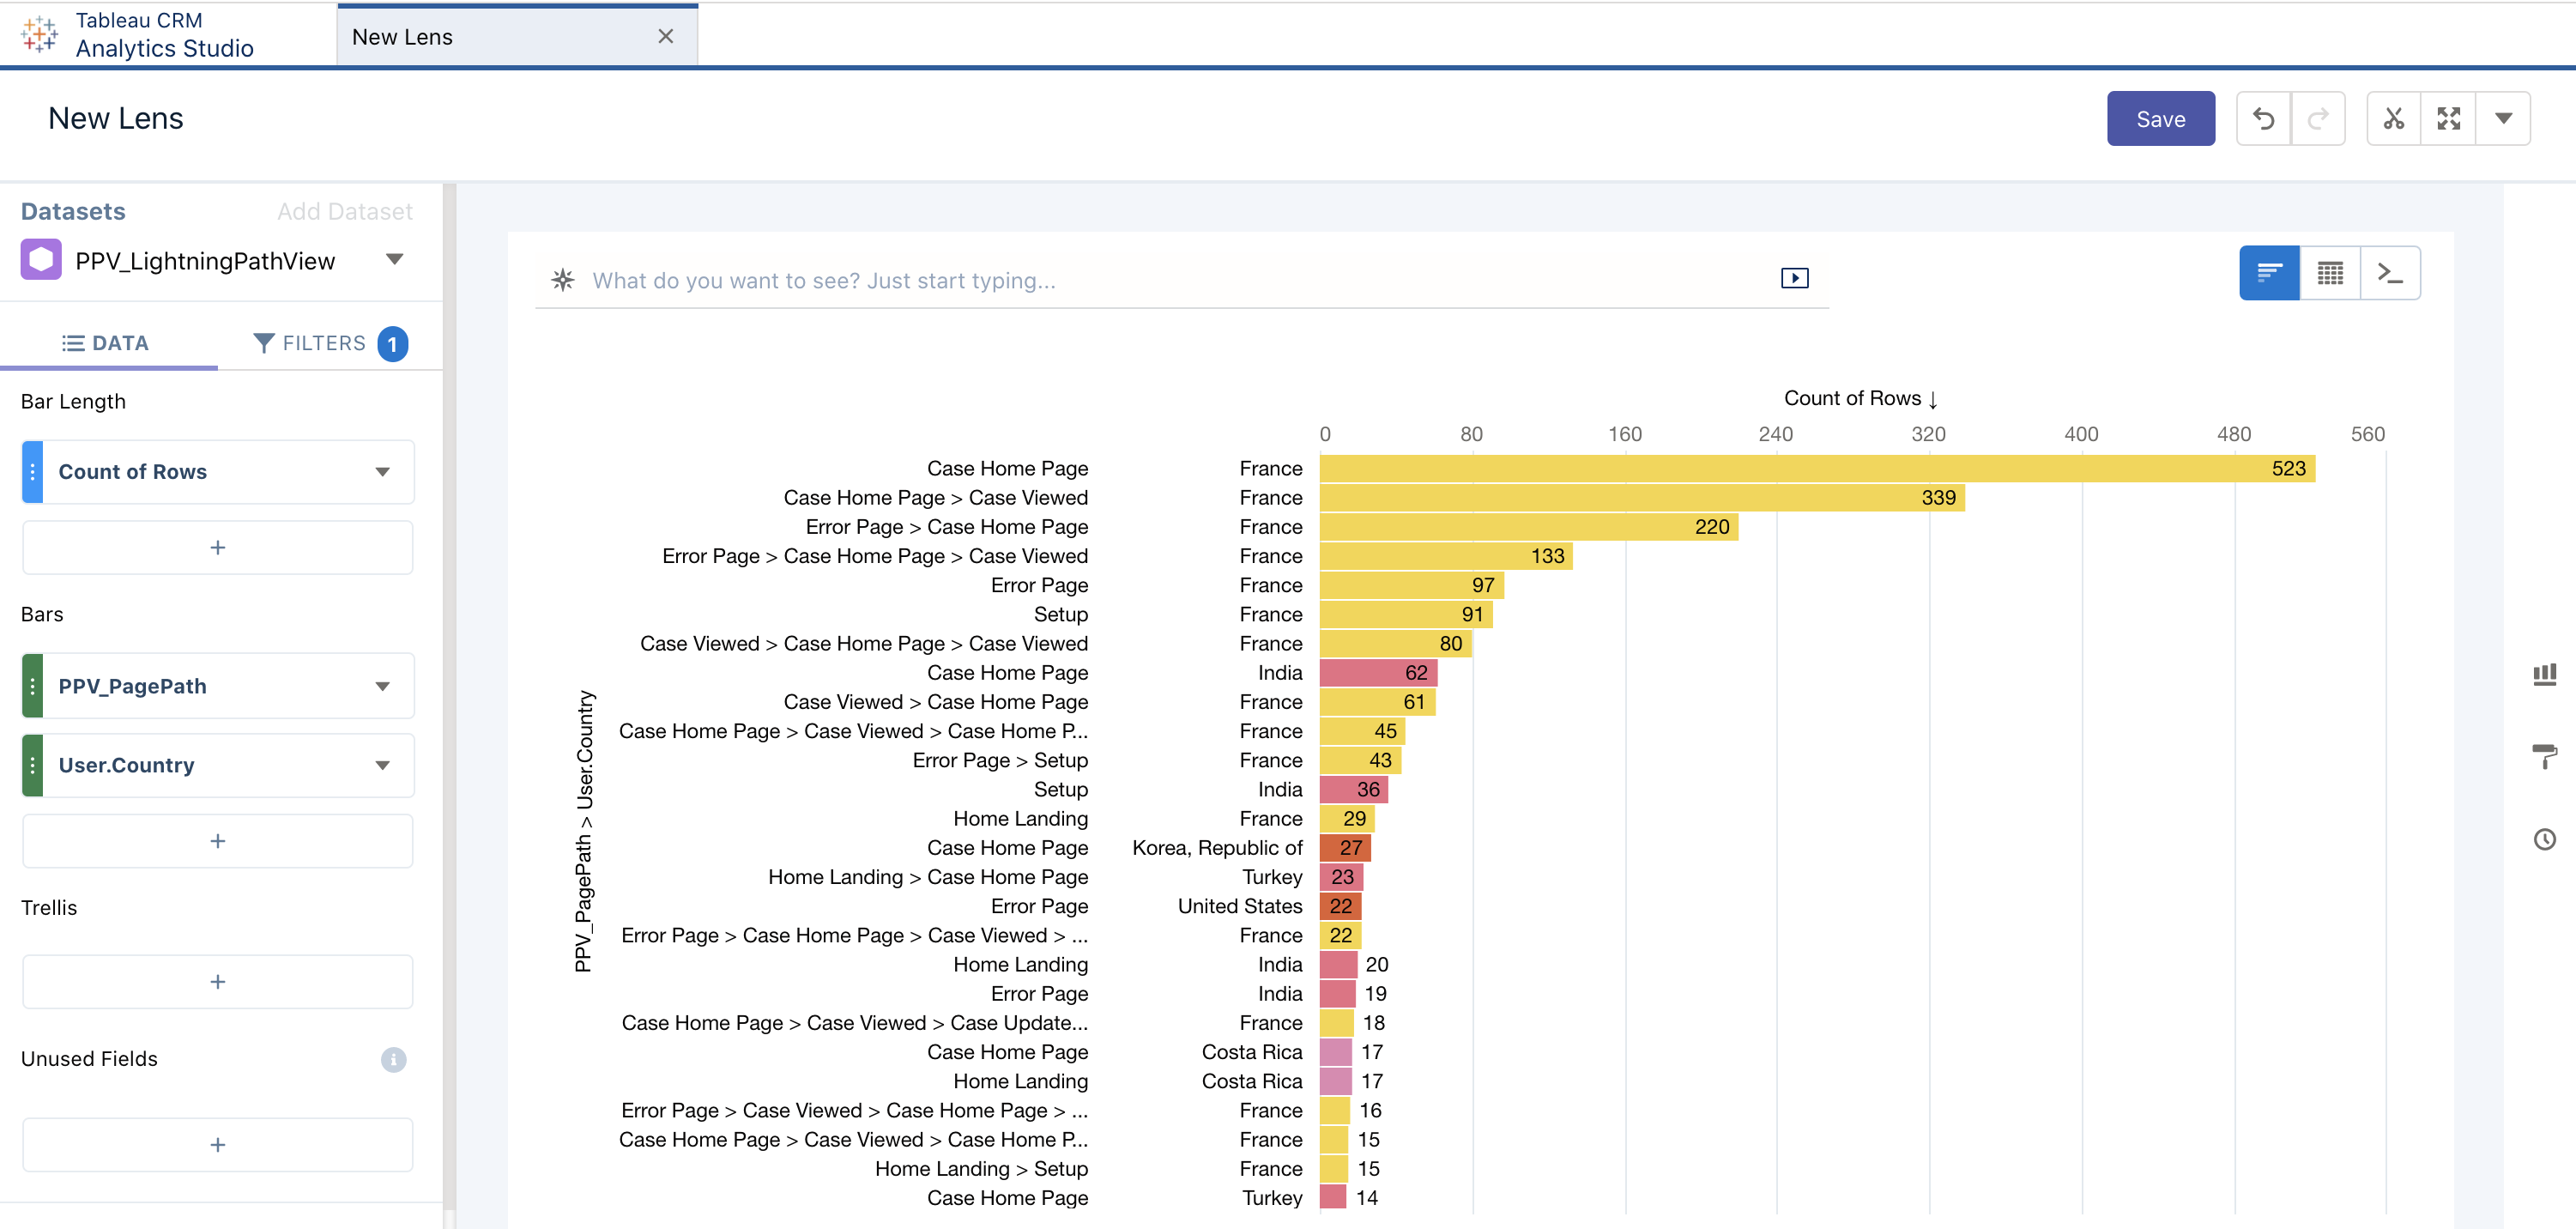 Tableau CRM
Analytics Studio
New Lens
New Lens
Save
Datasets
Add Dataset
PPV_LightningPathView
DATA
FILTERS 1
Bar Length
Count of Rows
+
Bars
PPV_PagePath
User.Country
+
Trellis
+
Unused Fields
+
What do you want to see? Just start typing...
Count of Rows ↓
0 80 160 240 320 400 480 560
PPV_PagePath > User.Country
Case Home Page France 523
Case Home Page > Case Viewed France 339
Error Page > Case Home Page France 220
Error Page > Case Home Page > Case Viewed France 133
Error Page France 97
Setup France 91
Case Viewed > Case Home Page > Case Viewed France 80
Case Home Page India 62
Case Viewed > Case Home Page France 61
Case Home Page > Case Viewed > Case Home P... France 45
Error Page > Setup France 43
Setup India 36
Home Landing France 29
Case Home Page Korea, Republic of 27
Home Landing > Case Home Page Turkey 23
Error Page United States 22
Error Page > Case Home Page > Case Viewed > ... France 22
Home Landing India 20
Error Page India 19
Case Home Page > Case Viewed > Case Update... France 18
Case Home Page Costa Rica 17
Home Landing Costa Rica 17
Error Page > Case Viewed > Case Home Page > ... France 16
Case Home Page > Case Viewed > Case Home P... France 15
Home Landing > Setup France 15
Case Home Page Turkey 14